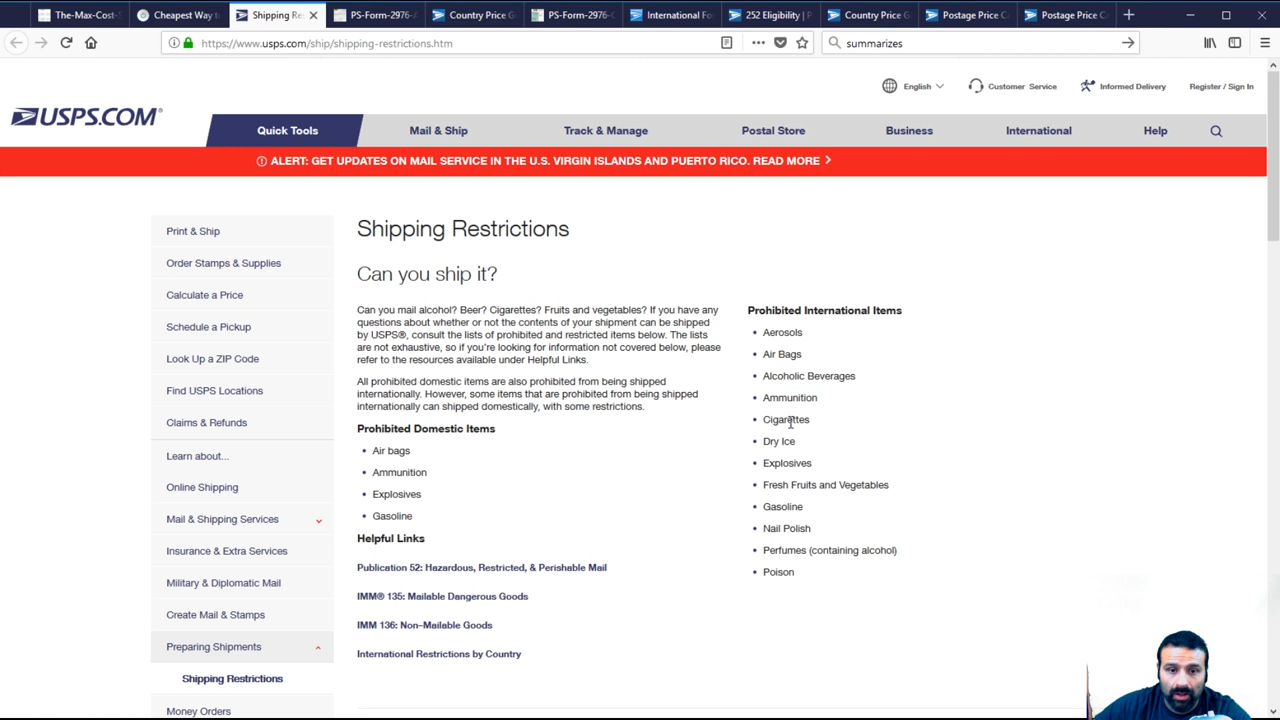 The-Max-Cost-
Cheapest Way t
Shipping Re
PS-Form-2976-
Country Price G
PS-Form-2976-
International Fo
252 Eligibility | P
Country Price G
Postage Price C
Postage Price C
https://www.usps.com/ship/shipping-restrictions.htm
summarizes
English
Customer Service
Informed Delivery
Register / Sign In
USPS.COM®
Quick Tools
Mail & Ship
Track & Manage
Postal Store
Business
International
Help
ALERT: GET UPDATES ON MAIL SERVICE IN THE U.S. VIRGIN ISLANDS AND PUERTO RICO. READ MORE
Print & Ship
Order Stamps & Supplies
Calculate a Price
Schedule a Pickup
Look Up a ZIP Code
Find USPS Locations
Claims & Refunds
Learn about...
Online Shipping
Mail & Shipping Services
Insurance & Extra Services
Military & Diplomatic Mail
Create Mail & Stamps
Preparing Shipments
Shipping Restrictions
Money Orders
Shipping Restrictions
Can you ship it?
Can you mail alcohol? Beer? Cigarettes? Fruits and vegetables? If you have any
questions about whether or not the contents of your shipment can be shipped
by USPS®, consult the lists of prohibited and restricted items below. The lists
are not exhaustive, so if you're looking for information not covered below, please
refer to the resources available under Helpful Links.
All prohibited domestic items are also prohibited from being shipped
internationally. However, some items that are prohibited from being shipped
internationally can shipped domestically, with some restrictions.
Prohibited Domestic Items
• Air bags
• Ammunition
• Explosives
• Gasoline
Helpful Links
Publication 52: Hazardous, Restricted, & Perishable Mail
IMM® 135: Mailable Dangerous Goods
IMM 136: Non–Mailable Goods
International Restrictions by Country
Prohibited International Items
• Aerosols
• Air Bags
• Alcoholic Beverages
• Ammunition
• Cigarettes
• Dry Ice
• Explosives
• Fresh Fruits and Vegetables
• Gasoline
• Nail Polish
• Perfumes (containing alcohol)
• Poison